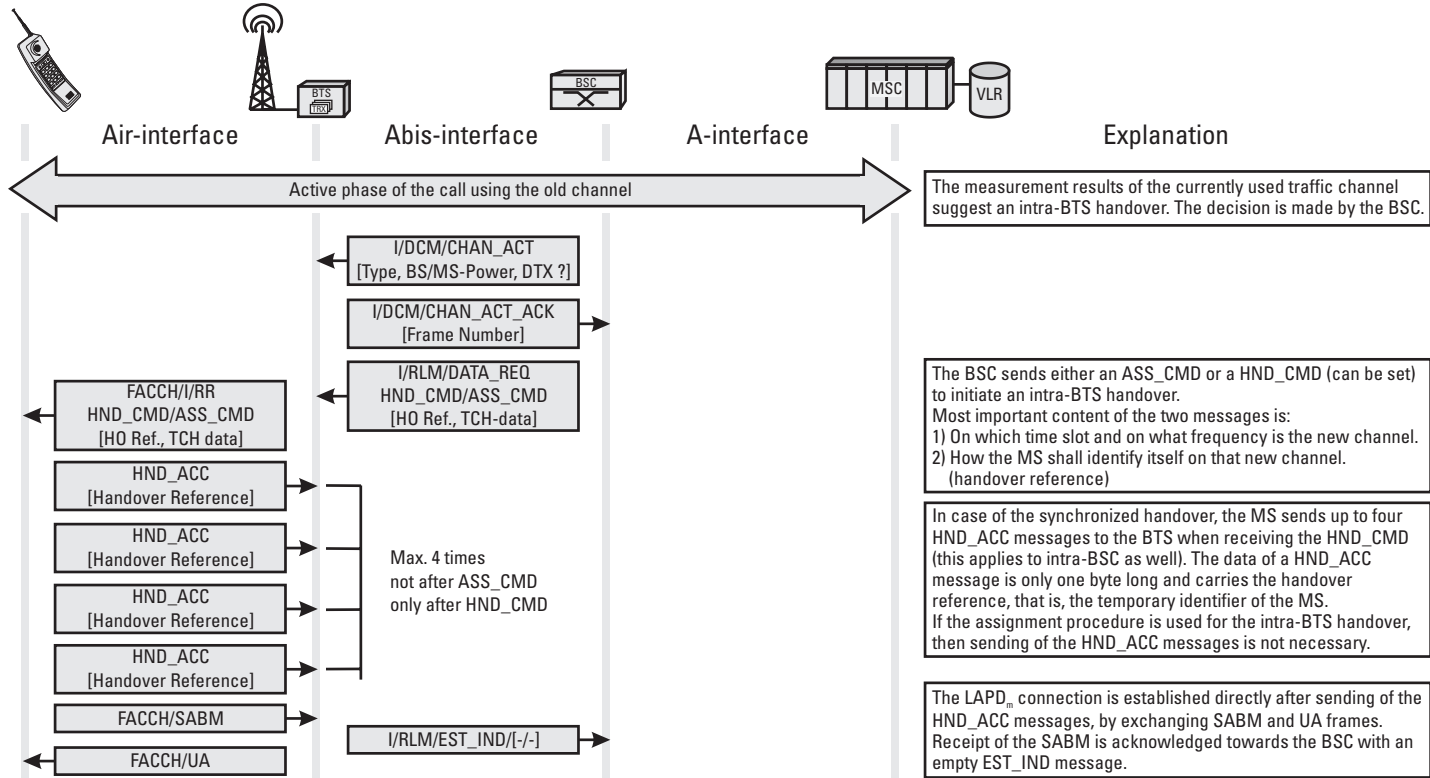 BTS
TRX
BSC
MSC
VLR
Air-interface
Abis-interface
A-interface
Explanation
Active phase of the call using the old channel
The measurement results of the currently used traffic channel
suggest an intra-BTS handover. The decision is made by the BSC.
I/DCM/CHAN_ACT
[Type, BS/MS-Power, DTX ?]
I/DCM/CHAN_ACT_ACK
[Frame Number]
I/RLM/DATA_REQ
HND_CMD/ASS_CMD
[HO Ref., TCH-data]
FACCH/I/RR
HND_CMD/ASS_CMD
[HO Ref., TCH data]
The BSC sends either an ASS_CMD or a HND_CMD (can be set)
to initiate an intra-BTS handover.
Most important content of the two messages is:
1) On which time slot and on what frequency is the new channel.
2) How the MS shall identify itself on that new channel.
(handover reference)
HND_ACC
[Handover Reference]
HND_ACC
[Handover Reference]
HND_ACC
[Handover Reference]
HND_ACC
[Handover Reference]
Max. 4 times
not after ASS_CMD
only after HND_CMD
In case of the synchronized handover, the MS sends up to four
HND_ACC messages to the BTS when receiving the HND_CMD
(this applies to intra-BSC as well). The data of a HND_ACC
message is only one byte long and carries the handover
reference, that is, the temporary identifier of the MS.
If the assignment procedure is used for the intra-BTS handover,
then sending of the HND_ACC messages is not necessary.
FACCH/SABM
I/RLM/EST_IND/[-/-]
FACCH/UA
The LAPDm connection is established directly after sending of the
HND_ACC messages, by exchanging SABM and UA frames.
Receipt of the SABM is acknowledged towards the BSC with an
empty EST_IND message.